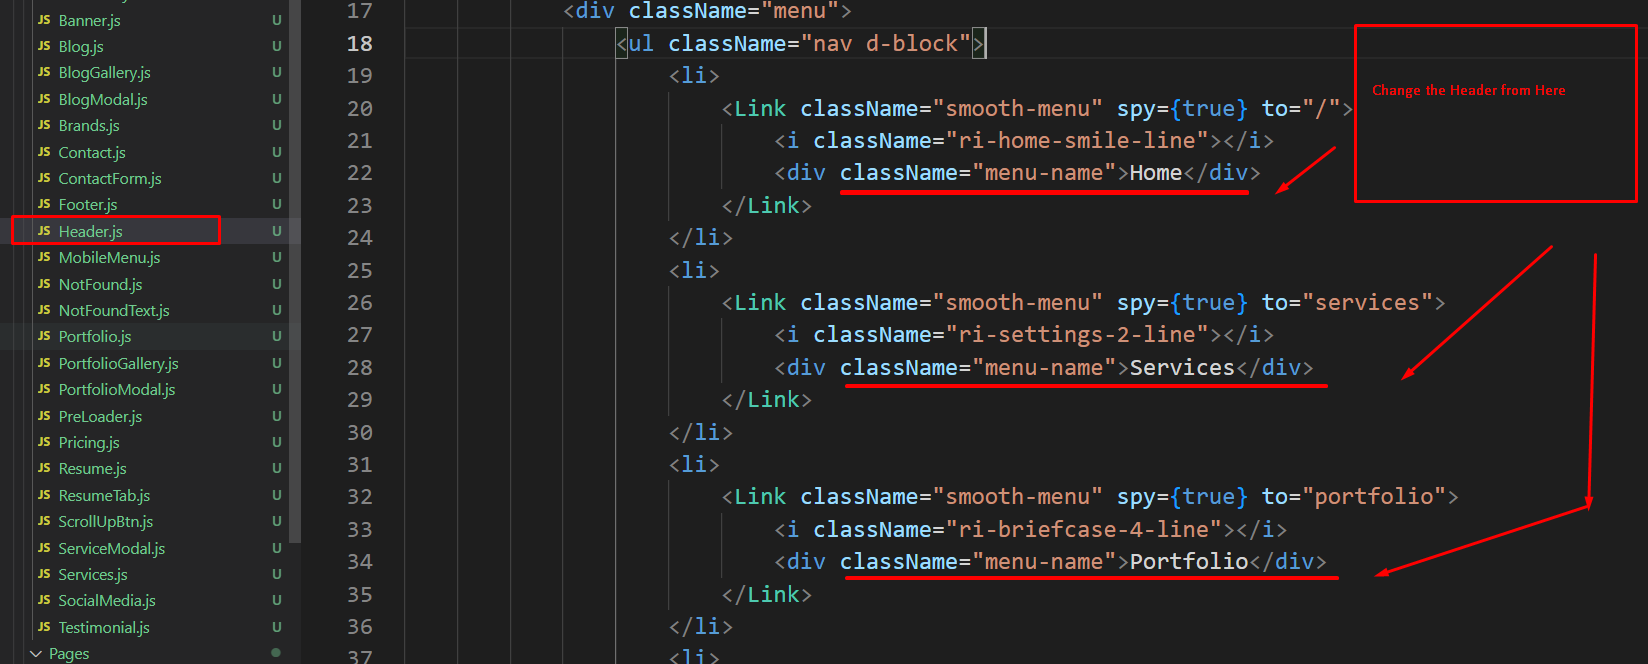 JS Banner.js U
JS Blog.js U
JS BlogGallery.js U
JS BlogModal.js U
JS Brands.js U
JS Contact.js U
JS ContactForm.js U
JS Footer.js U
JS Header.js U
JS MobileMenu.js U
JS NotFound.js U
JS NotFoundText.js U
JS Portfolio.js U
JS PortfolioGallery.js U
JS PortfolioModal.js U
JS PreLoader.js U
JS Pricing.js U
JS Resume.js U
JS ResumeTab.js U
JS ScrollUpBtn.js U
JS ServiceModal.js U
JS Services.js U
JS SocialMedia.js U
JS Testimonial.js U
Pages
17 <div className="menu">
18 <ul className="nav d-block">
19 <li>
20 <Link className="smooth-menu" spy={true} to="/">
21 <i className="ri-home-smile-line"></i>
22 <div className="menu-name">Home</div>
23 </Link>
24 </li>
25 <li>
26 <Link className="smooth-menu" spy={true} to="services">
27 <i className="ri-settings-2-line"></i>
28 <div className="menu-name">Services</div>
29 </Link>
30 </li>
31 <li>
32 <Link className="smooth-menu" spy={true} to="portfolio">
33 <i className="ri-briefcase-4-line"></i>
34 <div className="menu-name">Portfolio</div>
35 </Link>
36 </li>
37 <li>
Change the Header from Here